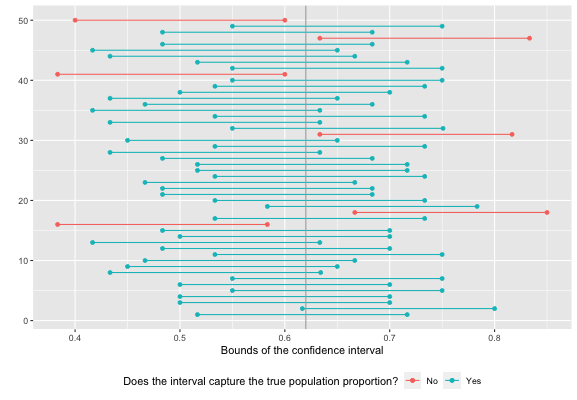 50
40
30
20
10
0
0.4 0.5 0.6 0.7 0.8
Bounds of the confidence interval
Does the interval capture the true population proportion? No Yes